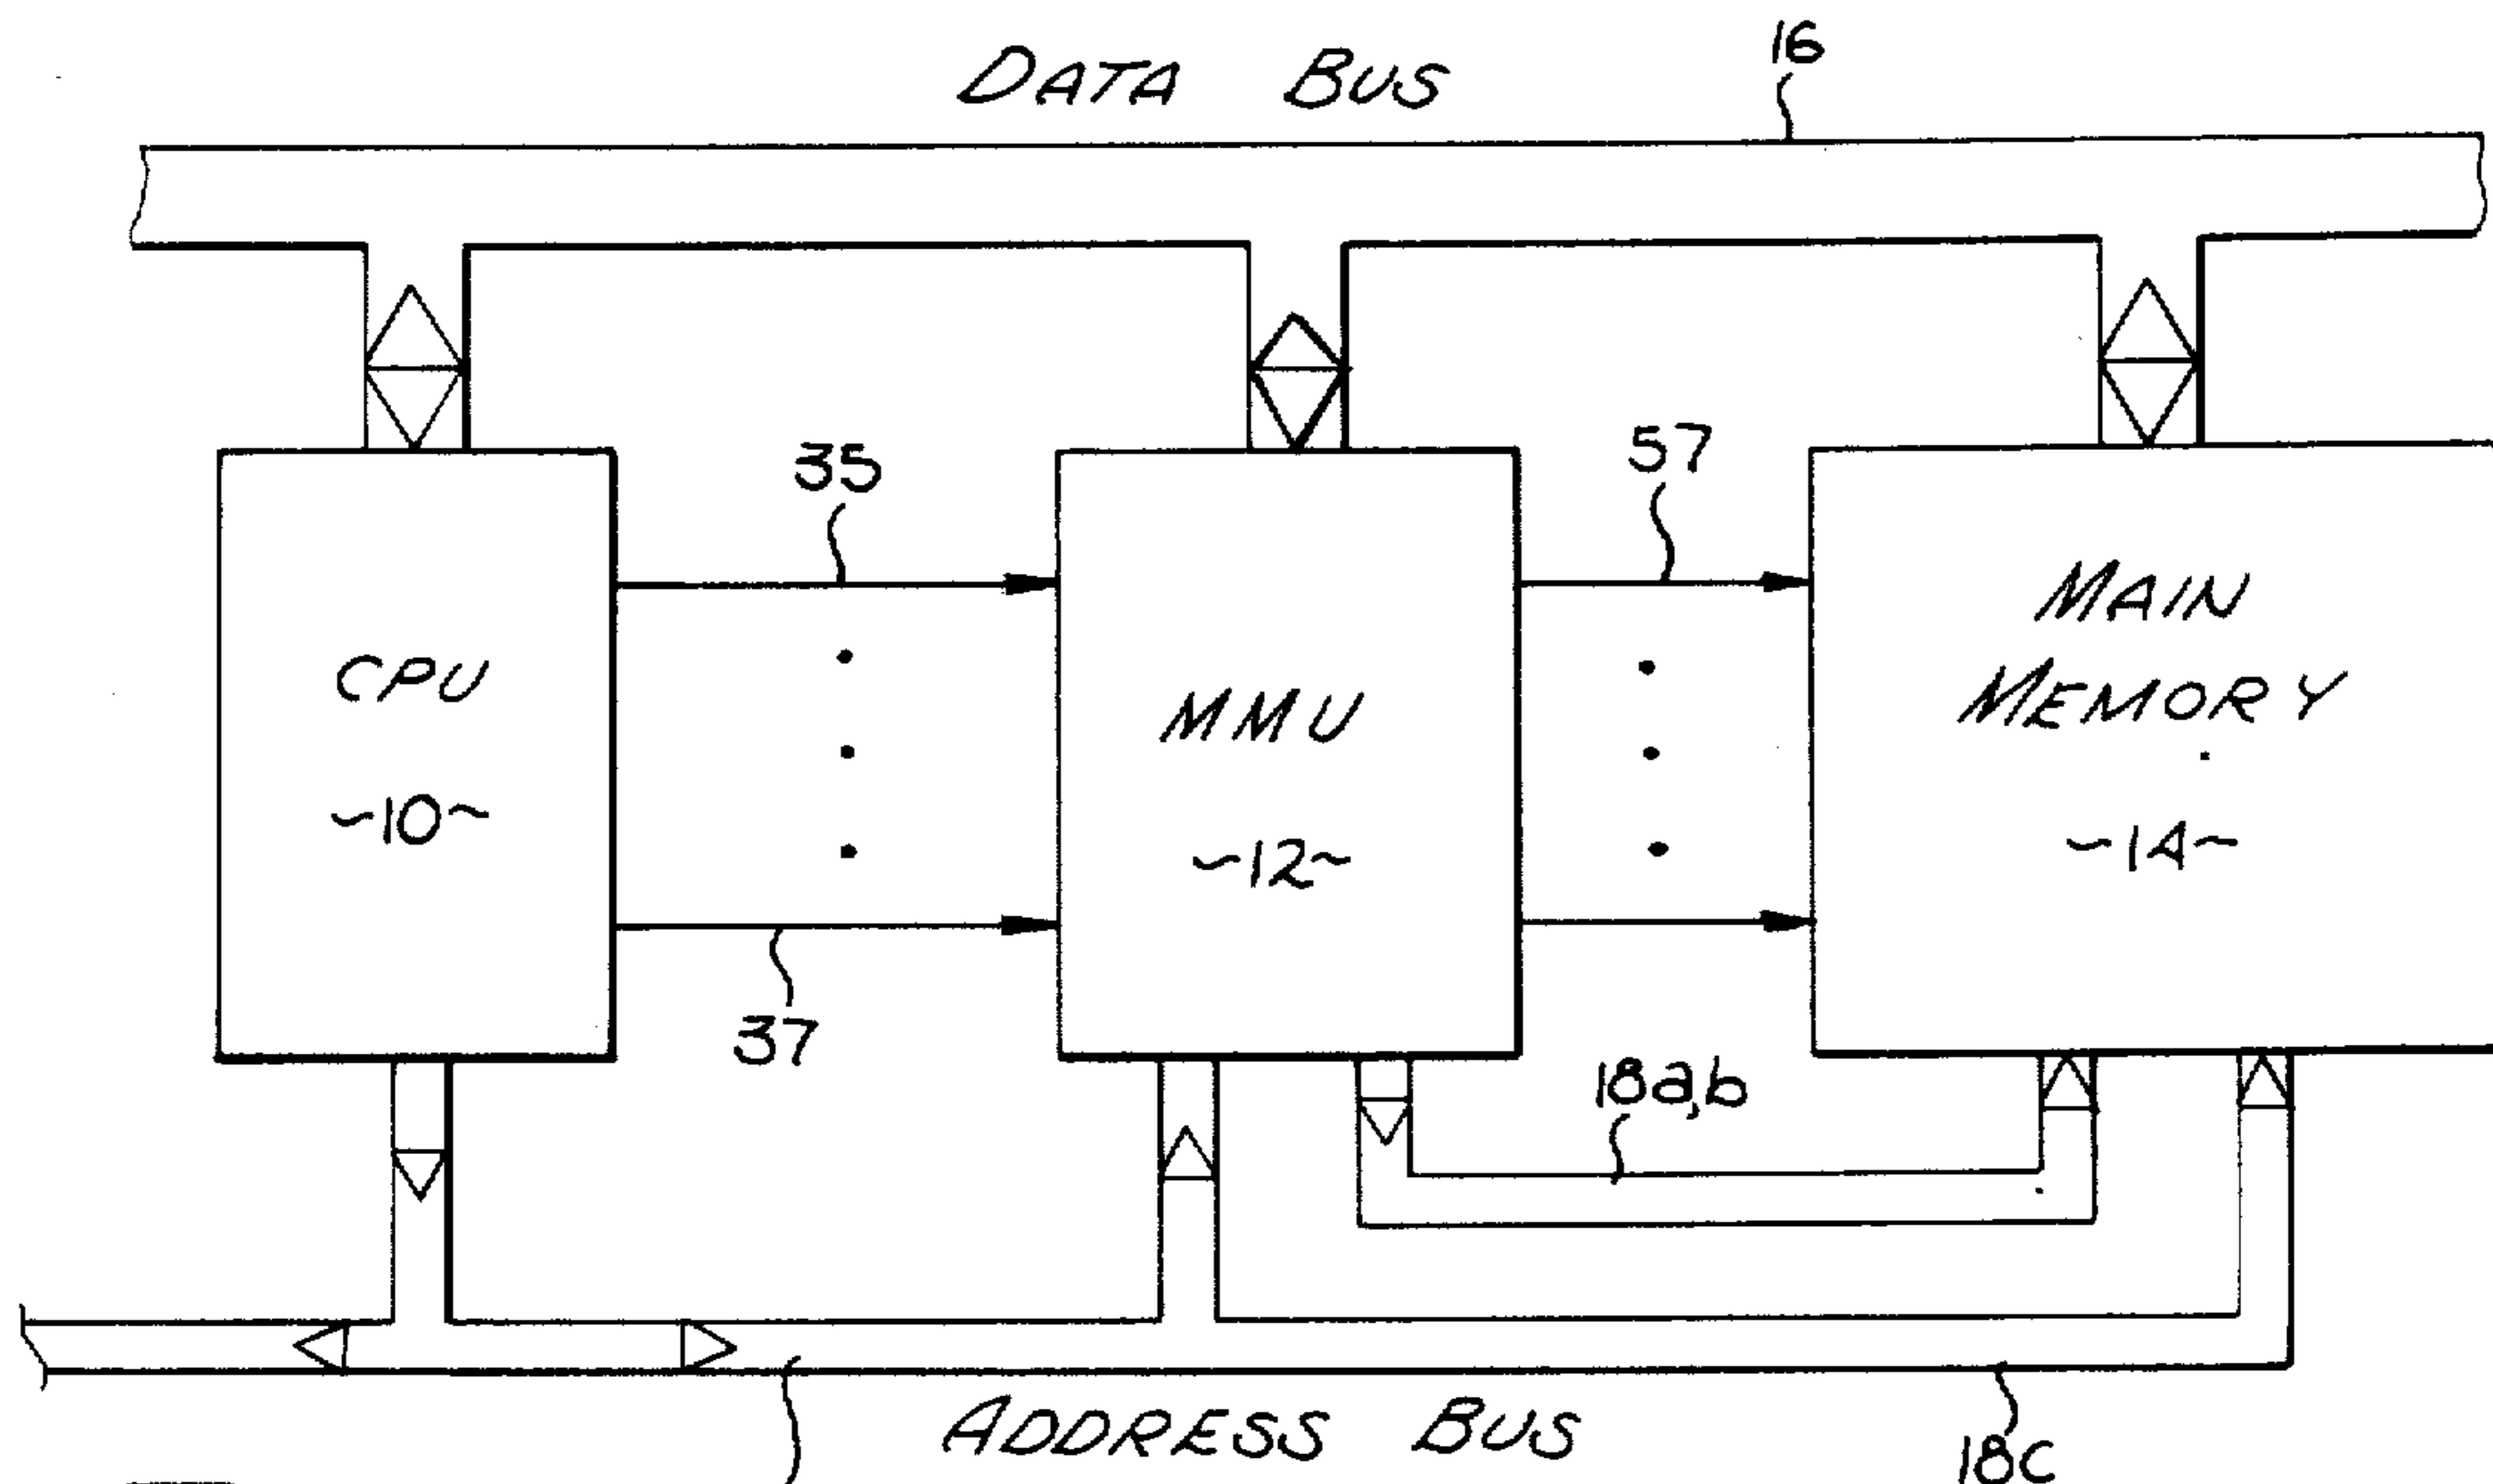 DATA BUS
16
35
57
CPU
~10~
MMU
~12~
MAIN
MEMORY
~14~
37
18a,b
ADDRESS BUS
18c